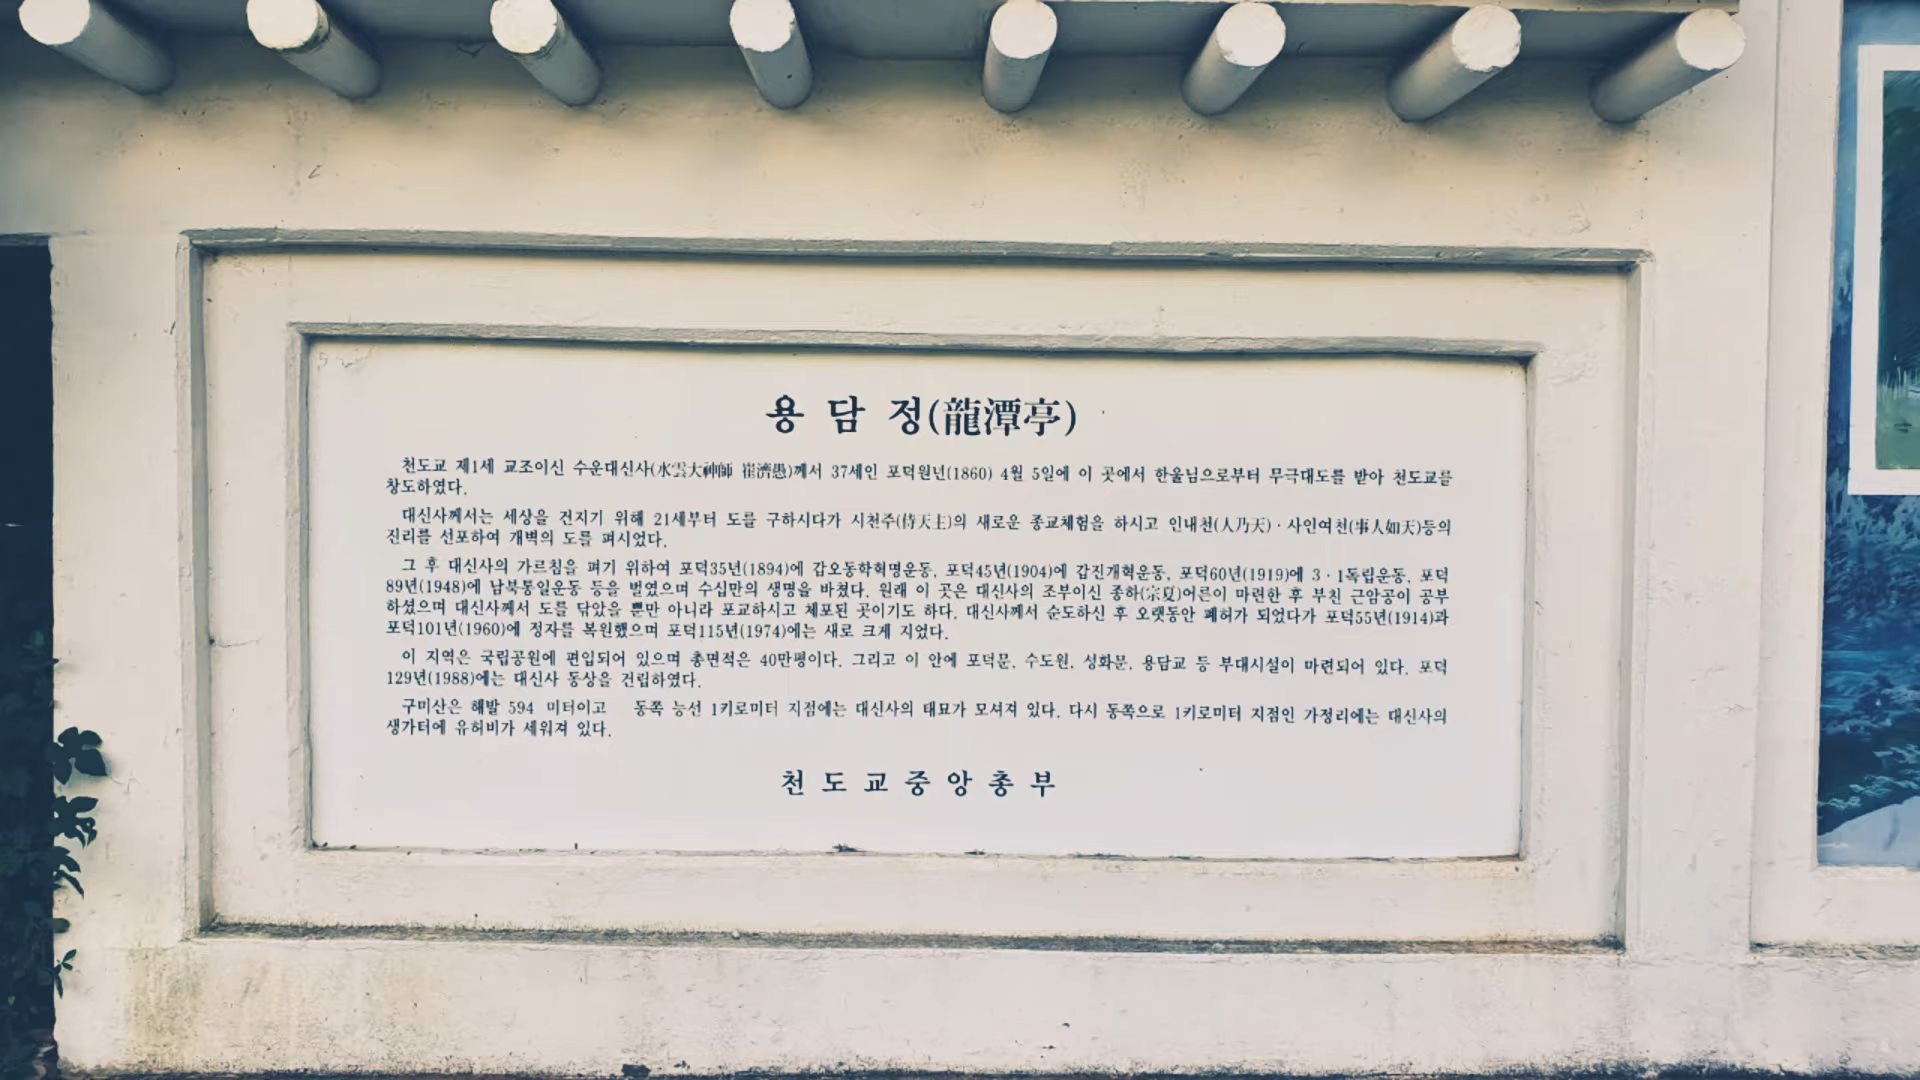 용 담 정(龍潭亭)
천도교 제1세 교조이신 수운대신사(水雲大神師 崔濟愚)께서 37세인 포덕원년(1860) 4월 5일에 이 곳에서 한울님으로부터 무극대도를 받아 천도교를
창도하였다.
대신사께서는 세상을 건지기 위해 21세부터 도를 구하시다가 시천주(侍天主)의 새로운 종교체험을 하시고 인내천(人乃天)·사인여천(事人如天)등의
진리를 선포하여 개벽의 도를 펴시었다.
그 후 대신사의 가르침을 펴기 위하여 포덕35년(1894)에 갑오동학혁명운동, 포덕45년(1904)에 갑진개혁운동, 포덕60년(1919)에 3·1독립운동, 포덕
89년(1948)에 남북통일운동 등을 벌였으며 수십만의 생명을 바쳤다. 원래 이 곳은 대신사의 조부이신 종하(宗夏)어른이 마련한 후 부친 근암공이 공부
하셨으며 대신사께서 도를 닦았을 뿐만 아니라 포교하시고 체포된 곳이기도 하다. 대신사께서 순도하신 후 오랫동안 폐허가 되었다가 포덕55년(1914)과
포덕101년(1960)에 정자를 복원했으며 포덕115년(1974)에는 새로 크게 지었다.
이 지역은 국립공원에 편입되어 있으며 총면적은 40만평이다. 그리고 이 안에 포덕문, 수도원, 성화문, 용담교 등 부대시설이 마련되어 있다. 포덕
129년(1988)에는 대신사 동상을 건립하였다.
구미산은 해발 594 미터이고 동쪽 능선 1키로미터 지점에는 대신사의 태묘가 모셔져 있다. 다시 동쪽으로 1키로미터 지점인 가정리에는 대신사의
생가터에 유허비가 세워져 있다.
천도교중앙총부